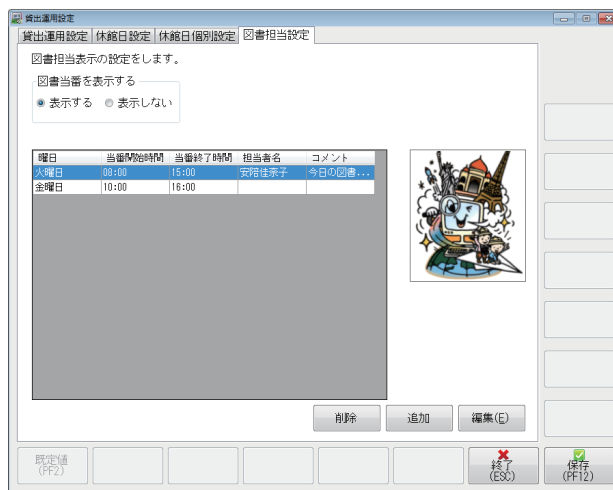 貸出運用設定
貸出運用設定 休館日設定 休館日個別設定 図書担当設定
図書担当表示の設定をします。
図書当番を表示する
表示する 表示しない
曜日 当番開始時間 当番終了時間 担当者名 コメント
火曜日 08:00 15:00 安陪佳奈子 今日の図書...
金曜日 10:00 16:00
削除 追加 編集(E)
既定値
(PF2)
終了
(ESC)
保存
(PF12)